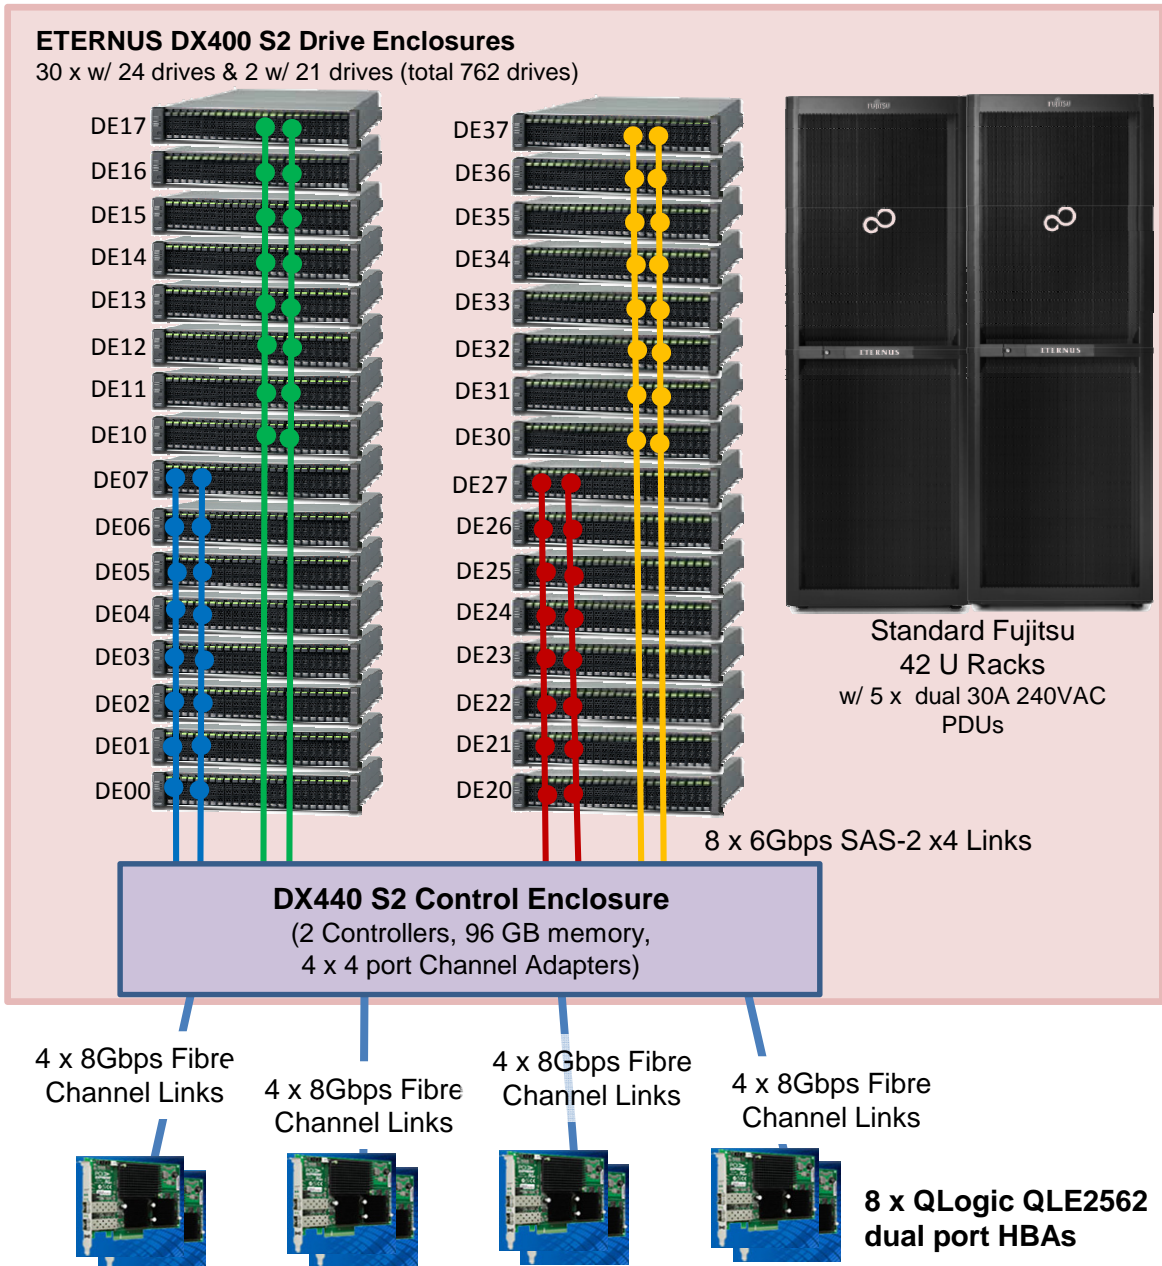 ETERNUS DX400 S2 Drive Enclosures
30 x w/ 24 drives & 2 w/ 21 drives (total 762 drives)
DE17
DE16
DE15
DE14
DE13
DE12
DE11
DE10
DE07
DE06
DE05
DE04
DE03
DE02
DE01
DE00
DE37
DE36
DE35
DE34
DE33
DE32
DE31
DE30
DE27
DE26
DE25
DE24
DE23
DE22
DE21
DE20
FUJITSU
FUJITSU
ETERNUS
ETERNUS
Standard Fujitsu
42 U Racks
w/ 5 x dual 30A 240VAC
PDUs
8 x 6Gbps SAS-2 x4 Links
DX440 S2 Control Enclosure
(2 Controllers, 96 GB memory,
4 x 4 port Channel Adapters)
4 x 8Gbps Fibre
Channel Links
4 x 8Gbps Fibre
Channel Links
4 x 8Gbps Fibre
Channel Links
4 x 8Gbps Fibre
Channel Links
8 x QLogic QLE2562
dual port HBAs